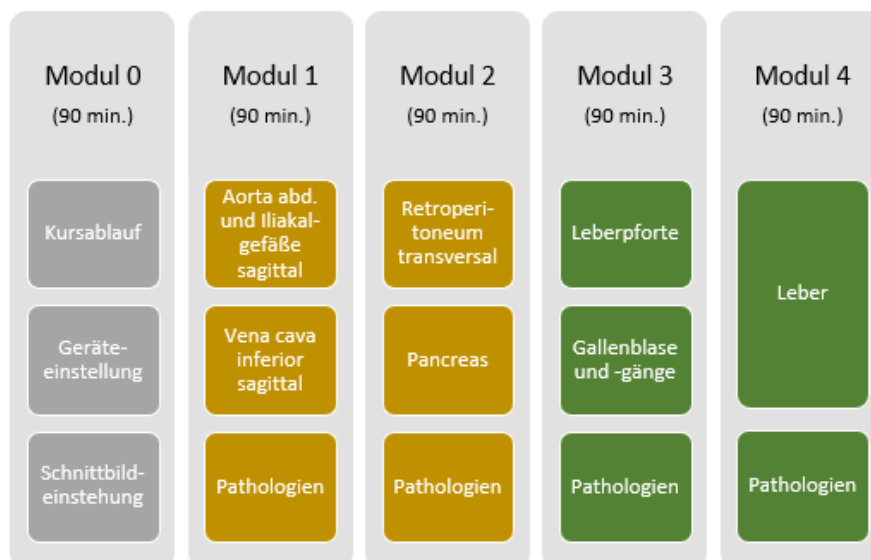 Modul 0
(90 min.)
Kursablauf
Geräte-
einstellung
Schnittbild-
einstehung
Modul 1
(90 min.)
Aorta abd.
und Iliakal-
gefäße
sagittal
Vena cava
inferior
sagittal
Pathologien
Modul 2
(90 min.)
Retroperi-
toneum
transversal
Pancreas
Pathologien
Modul 3
(90 min.)
Leberpforte
Gallenblase
und -gänge
Pathologien
Modul 4
(90 min.)
Leber
Pathologien